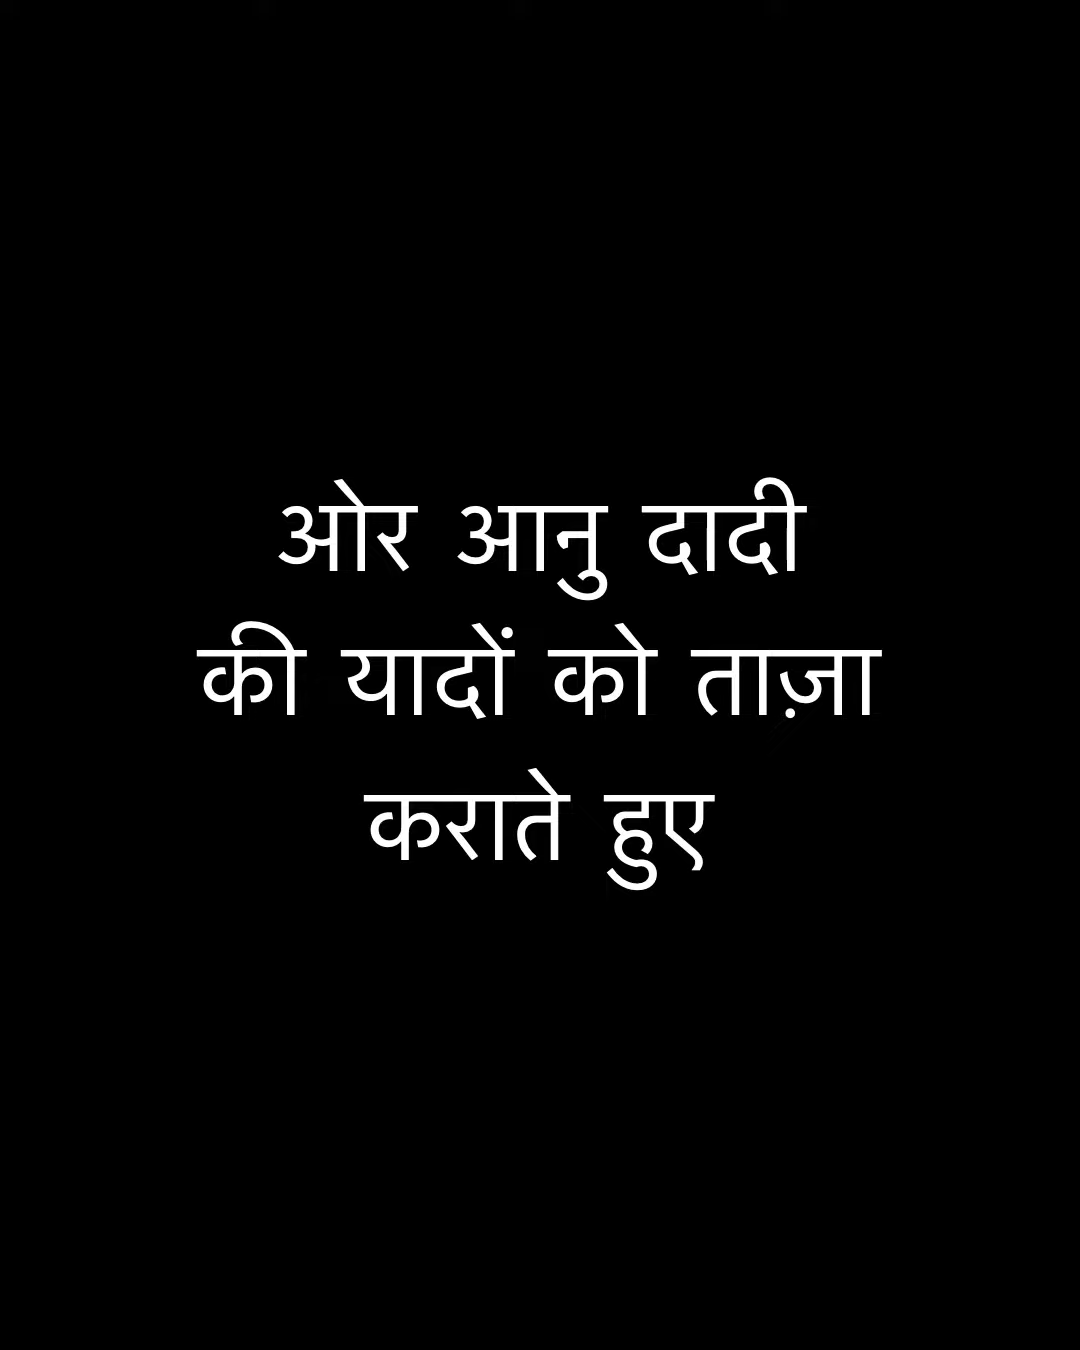 ओर आनु दादी
की यादों को ताज़ा
कराते हुए